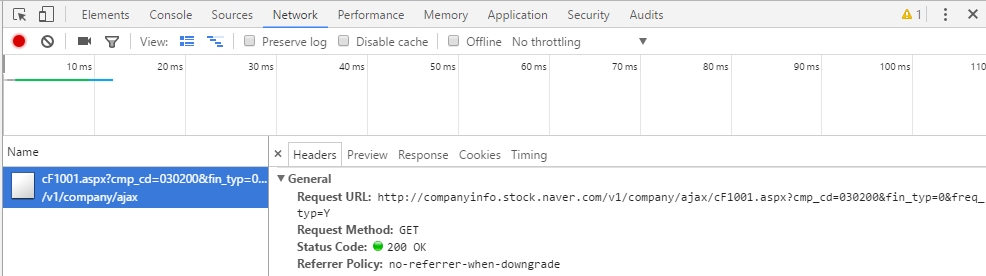 Elements Console Sources Network Performance Memory Application Security Audits 1
View: Preserve log Disable cache Offline No throttling
10 ms 20 ms 30 ms 40 ms 50 ms 60 ms 70 ms 80 ms 90 ms 100 ms 110
Name
Headers Preview Response Cookies Timing
cF1001.aspx?cmp_cd=030200&fin_typ=0...
/v1/company/ajax
General
Request URL: http://companyinfo.stock.naver.com/v1/company/ajax/cF1001.aspx?cmp_cd=030200&fin_typ=0&freq_
typ=Y
Request Method: GET
Status Code: 200 OK
Referrer Policy: no-referrer-when-downgrade